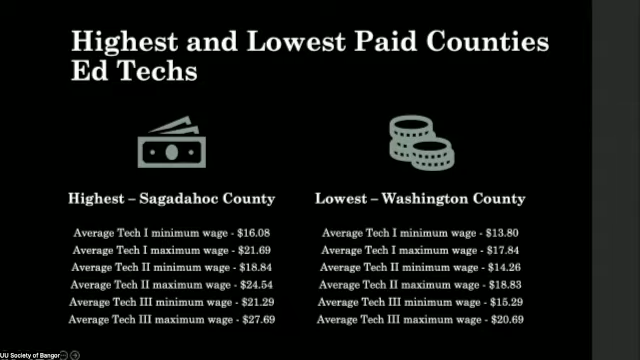 Highest and Lowest Paid Counties
Ed Techs
Highest – Sagadahoc County
Average Tech I minimum wage - $16.08
Average Tech I maximum wage - $21.69
Average Tech II minimum wage - $18.84
Average Tech II maximum wage - $24.54
Average Tech III minimum wage - $21.29
Average Tech III maximum wage - $27.69
Lowest – Washington County
Average Tech I minimum wage - $13.80
Average Tech I maximum wage - $17.84
Average Tech II minimum wage - $14.26
Average Tech II maximum wage - $18.83
Average Tech III minimum wage - $15.29
Average Tech III maximum wage - $20.69
UU Society of Bangor